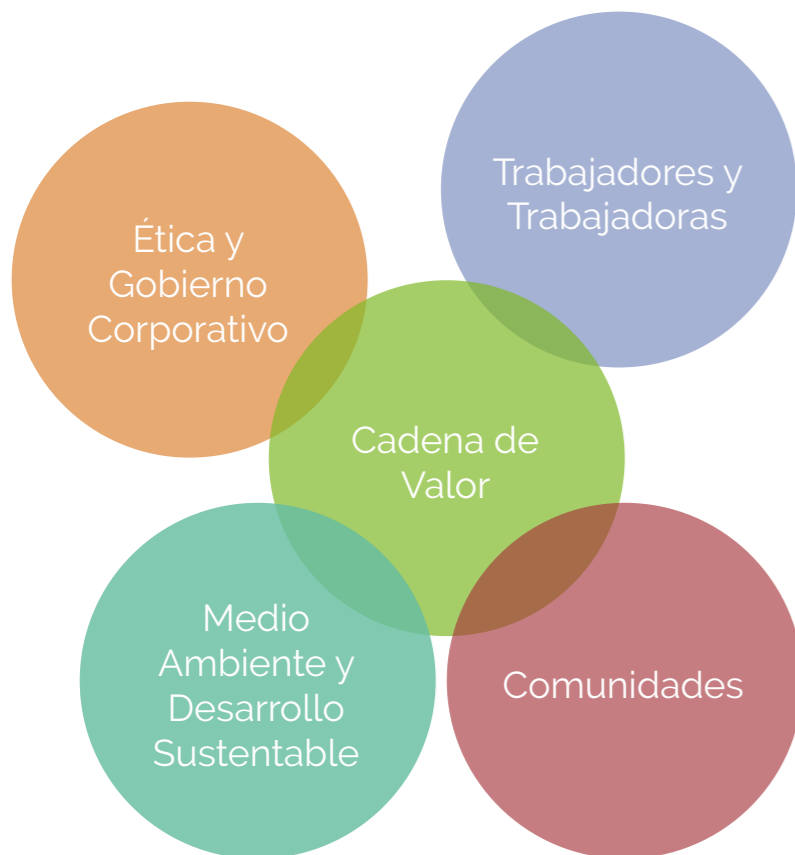 Trabajadores y
Trabajadoras
Ética y
Gobierno
Corporativo
Cadena de
Valor
Medio
Ambiente y
Desarrollo
Sustentable
Comunidades